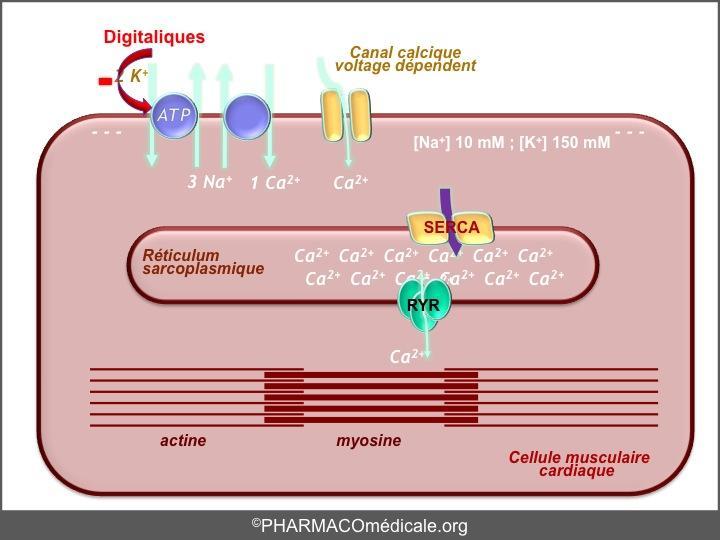 Digitaliques
Canal calcique
voltage dépendent
2 K⁺
ATP
- - -
[Na⁺] 10 mM ; [K⁺] 150 mM
- - -
3 Na⁺
1 Ca²⁺
Ca²⁺
SERCA
Réticulum
sarcoplasmique
Ca²⁺ Ca²⁺ Ca²⁺ Ca²⁺ Ca²⁺ Ca²⁺
Ca²⁺ Ca²⁺ Ca²⁺ Ca²⁺ Ca²⁺ Ca²⁺
RYR
Ca²⁺
actine
myosine
Cellule musculaire
cardiaque
©PHARMACOmédicale.org